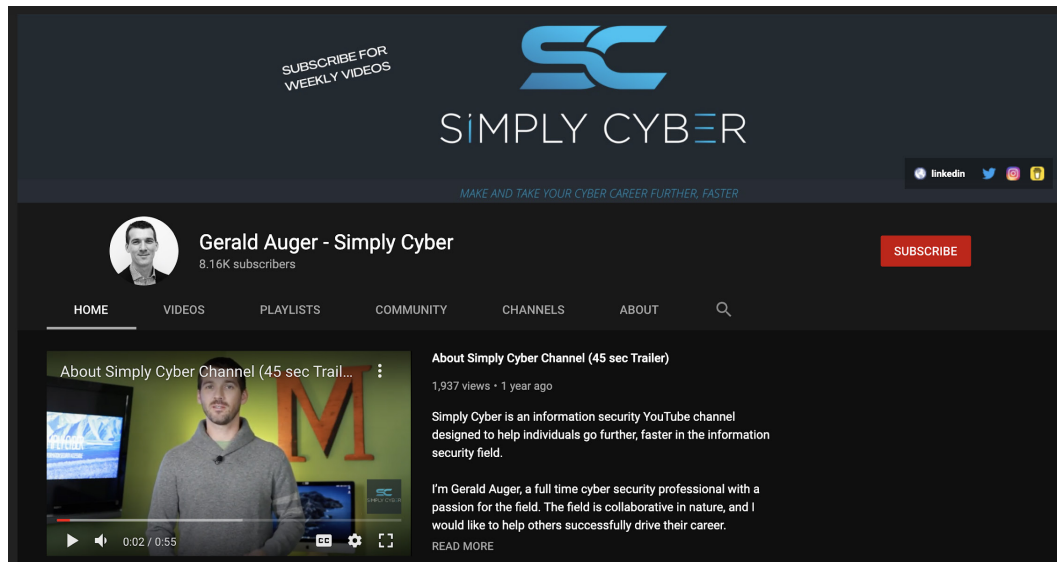 SUBSCRIBE FOR
WEEKLY VIDEOS
SC
SiMPLY CYBER
linkedin
MAKE AND TAKE YOUR CYBER CAREER FURTHER, FASTER
Gerald Auger - Simply Cyber
8.16K subscribers
SUBSCRIBE
HOME VIDEOS PLAYLISTS COMMUNITY CHANNELS ABOUT
About Simply Cyber Channel (45 sec Trail...
M
SC
SIMPLY CYBER
0:02 / 0:55
CC
About Simply Cyber Channel (45 sec Trailer)
1,937 views • 1 year ago
Simply Cyber is an information security YouTube channel
designed to help individuals go further, faster in the information
security field.
I'm Gerald Auger, a full time cyber security professional with a
passion for the field. The field is collaborative in nature, and I
would like to help others successfully drive their career.
READ MORE